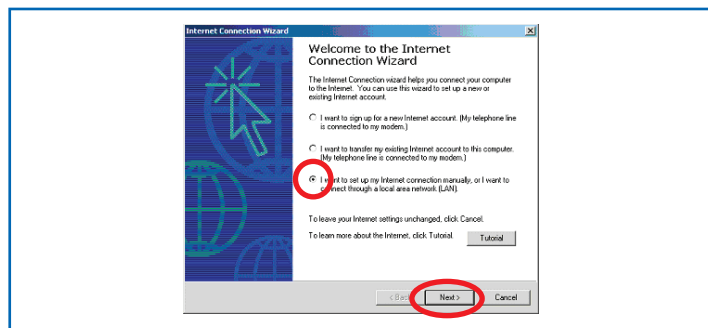 Internet Connection Wizard
Welcome to the Internet
Connection Wizard
The Internet Connection wizard helps you connect your computer
to the Internet. You can use this wizard to set up a new or
existing Internet account.
I want to sign up for a new Internet account. (My telephone line
is connected to my modem.)
I want to transfer my existing Internet account to this computer.
(My telephone line is connected to my modem.)
I want to set up my Internet connection manually, or I want to
connect through a local area network (LAN).
To leave your Internet settings unchanged, click Cancel.
To learn more about the Internet, click Tutorial.
Tutorial
< Back
Next >
Cancel